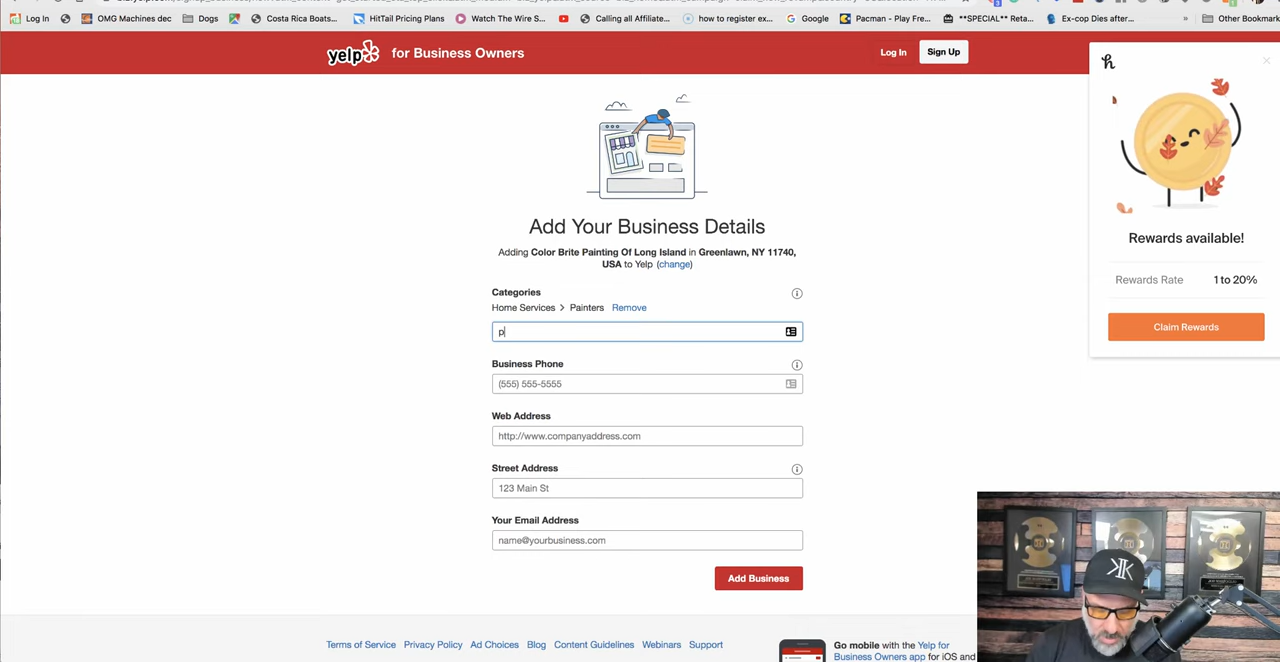 Log In
OMG Machines dec
Dogs
Costa Rica Boats...
HitTail Pricing Plans
Watch The Wire S...
Calling all Affiliate...
how to register ex...
Google
Pacman - Play Fre...
**SPECIAL** Reta...
Ex-cop Dies after...
»
Other Bookmark
yelp
for Business Owners
Log In
Sign Up
Add Your Business Details
Adding Color Brite Painting Of Long Island in Greenlawn, NY 11740,
USA to Yelp (change)
Categories
Home Services > Painters Remove
p
Business Phone
(555) 555-5555
Web Address
http://www.companyaddress.com
Street Address
123 Main St
Your Email Address
name@yourbusiness.com
Add Business
Rewards available!
Rewards Rate 1 to 20%
Claim Rewards
Terms of Service
Privacy Policy
Ad Choices
Blog
Content Guidelines
Webinars
Support
Go mobile with the Yelp for
Business Owners app for iOS and